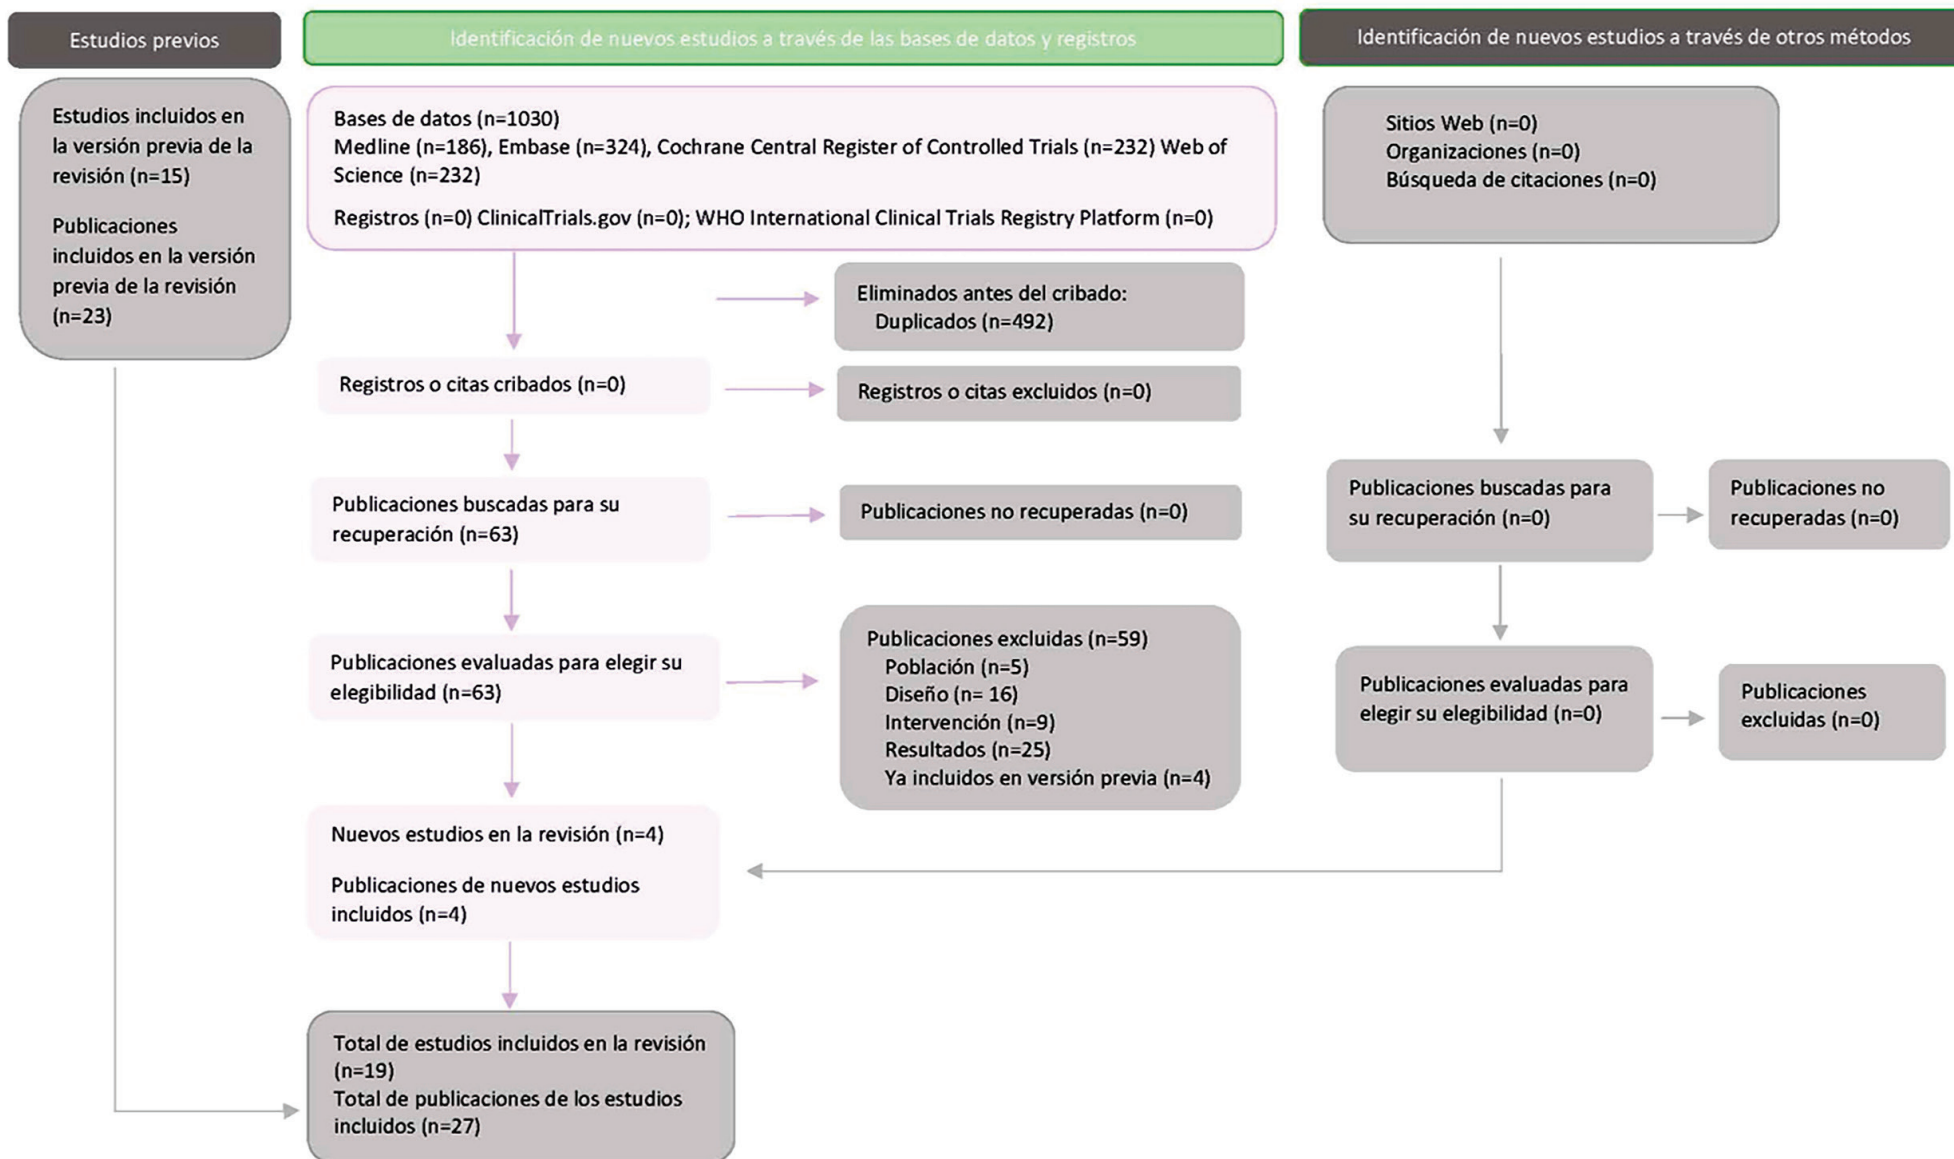 Estudios previos
Identificación de nuevos estudios a través de las bases de datos y registros
Identificación de nuevos estudios a través de otros métodos
Estudios incluidos en
la versión previa de la
revisión (n=15)
Publicaciones
incluidos en la versión
previa de la revisión
(n=23)
Bases de datos (n=1030)
Medline (n=186), Embase (n=324), Cochrane Central Register of Controlled Trials (n=232) Web of
Science (n=232)
Registros (n=0) ClinicalTrials.gov (n=0); WHO International Clinical Trials Registry Platform (n=0)
Sitios Web (n=0)
Organizaciones (n=0)
Búsqueda de citaciones (n=0)
Eliminados antes del cribado:
Duplicados (n=492)
Registros o citas cribados (n=0)
Registros o citas excluidos (n=0)
Publicaciones buscadas para su
recuperación (n=63)
Publicaciones no recuperadas (n=0)
Publicaciones buscadas para
su recuperación (n=0)
Publicaciones no
recuperadas (n=0)
Publicaciones evaluadas para elegir su
elegibilidad (n=63)
Publicaciones excluidas (n=59)
Población (n=5)
Diseño (n= 16)
Intervención (n=9)
Resultados (n=25)
Ya incluidos en versión previa (n=4)
Publicaciones evaluadas para
elegir su elegibilidad (n=0)
Publicaciones
excluidas (n=0)
Nuevos estudios en la revisión (n=4)
Publicaciones de nuevos estudios
incluidos (n=4)
Total de estudios incluidos en la revisión
(n=19)
Total de publicaciones de los estudios
incluidos (n=27)